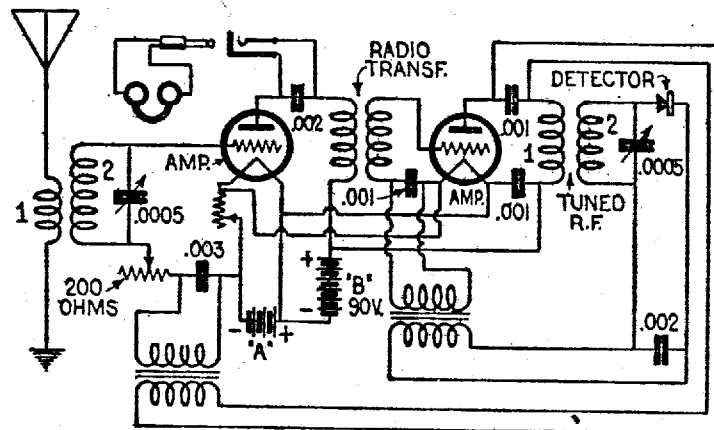 RADIO
TRANSF.
DETECTOR
.002
.001
1
2
AMP.
2
.0005
1
.0005
.001
AMP.
.001
TUNED
R.F.
.003
200
OHMS
+
"B"
90V.
-
- +
"A"
.002